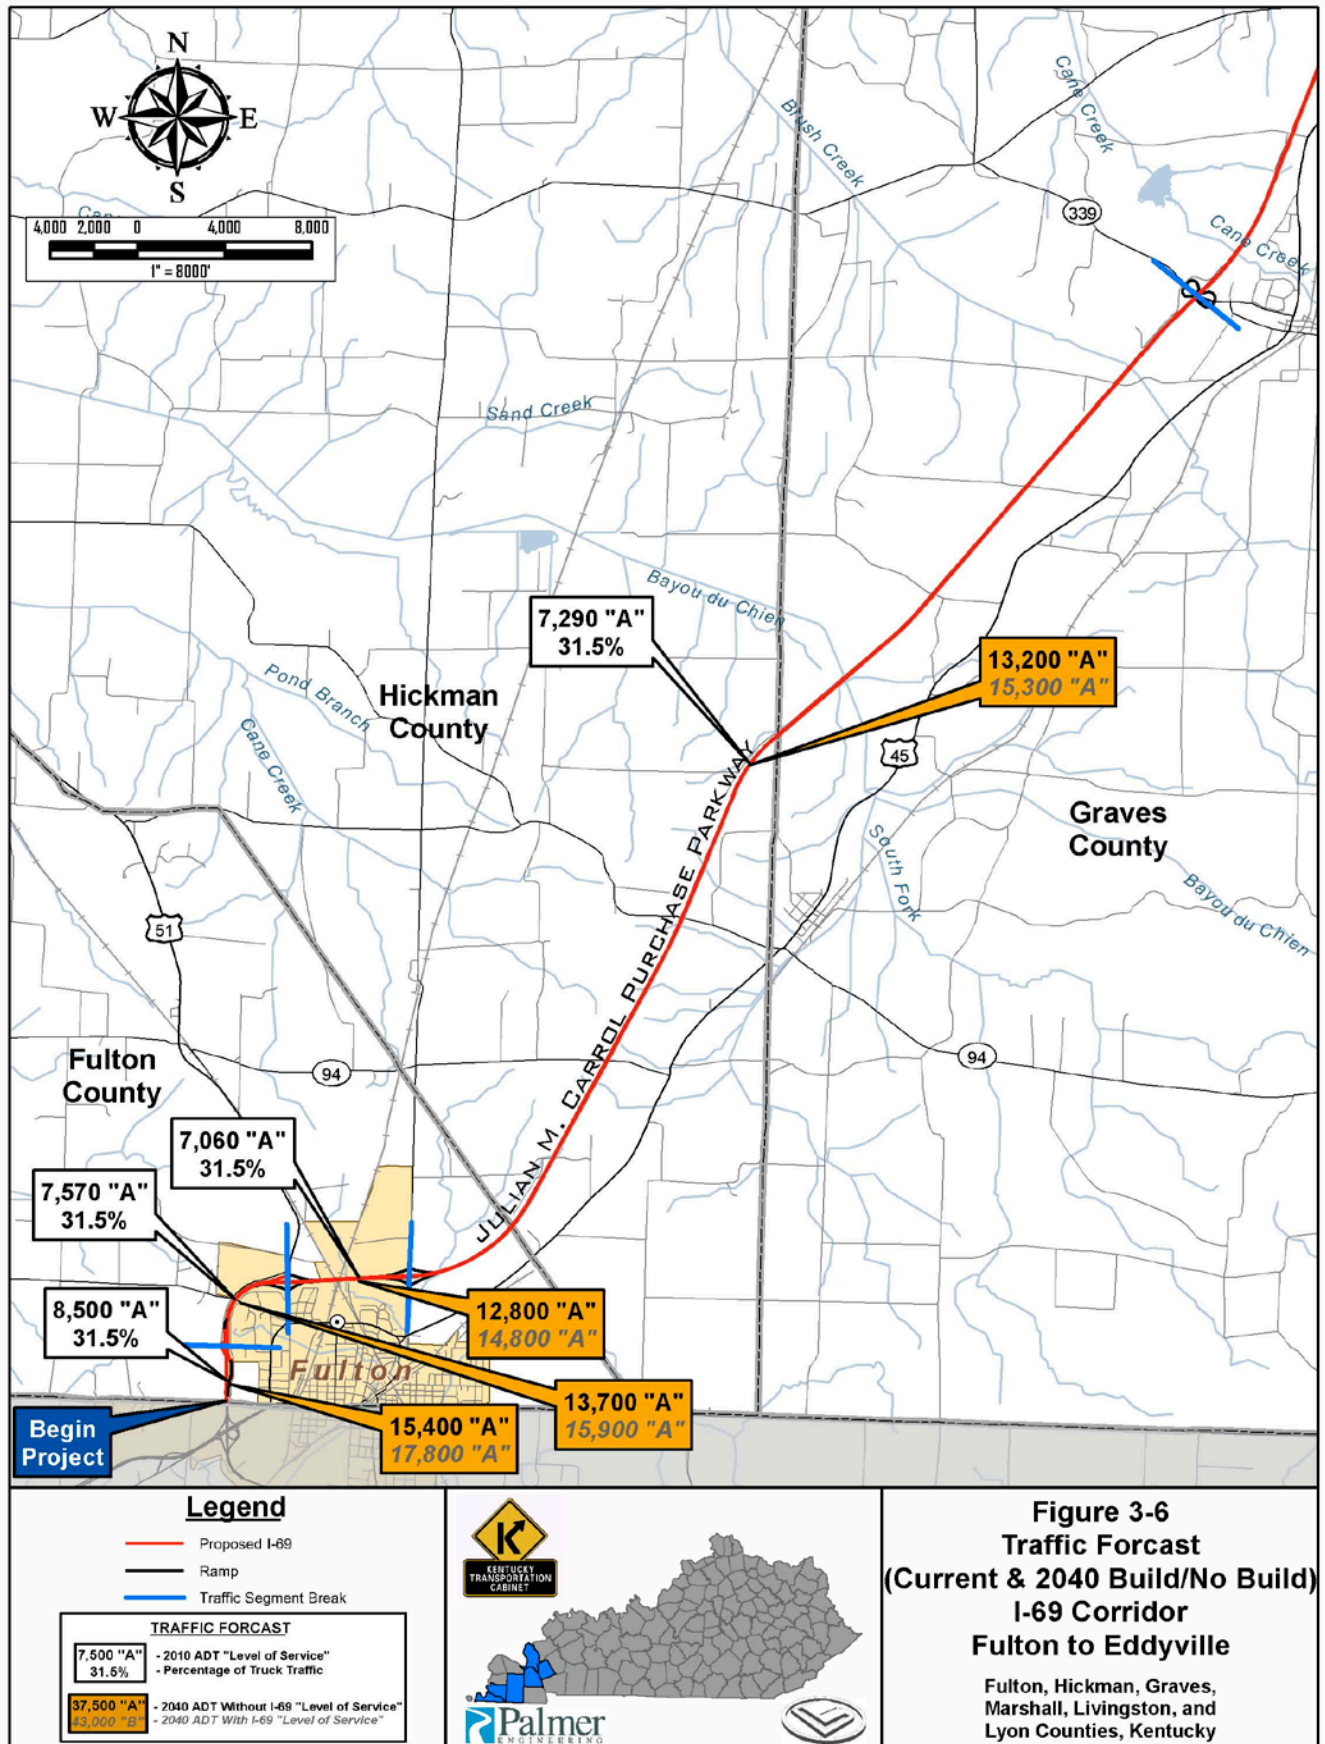 N
W E
S
4,000 2,000 0 4,000 8,000
1" = 8000'
Brush Creek
Cane Creek
339
Cane Creek
Sand Creek
Bayou du Chien
7,290 "A"
31.5%
13,200 "A"
15,300 "A"
Pond Branch
Hickman
County
Cane Creek
45
Graves
County
South Fork
Bayou du Chien
51
JULIAN M. CARROL PURCHASE PARKWAY
Fulton
County
94
94
7,060 "A"
31.5%
7,570 "A"
31.5%
8,500 "A"
31.5%
12,800 "A"
14,800 "A"
Fulton
13,700 "A"
15,900 "A"
15,400 "A"
17,800 "A"
Begin
Project
Legend
Proposed I-69
Ramp
Traffic Segment Break
TRAFFIC FORCAST
7,500 "A" - 2010 ADT "Level of Service"
31.5% - Percentage of Truck Traffic
37,500 "A" - 2040 ADT Without I-69 "Level of Service"
43,000 "B" - 2040 ADT With I-69 "Level of Service"
KENTUCKY
TRANSPORTATION
CABINET
Palmer
ENGINEERING
Figure 3-6
Traffic Forcast
(Current & 2040 Build/No Build)
I-69 Corridor
Fulton to Eddyville
Fulton, Hickman, Graves,
Marshall, Livingston, and
Lyon Counties, Kentucky